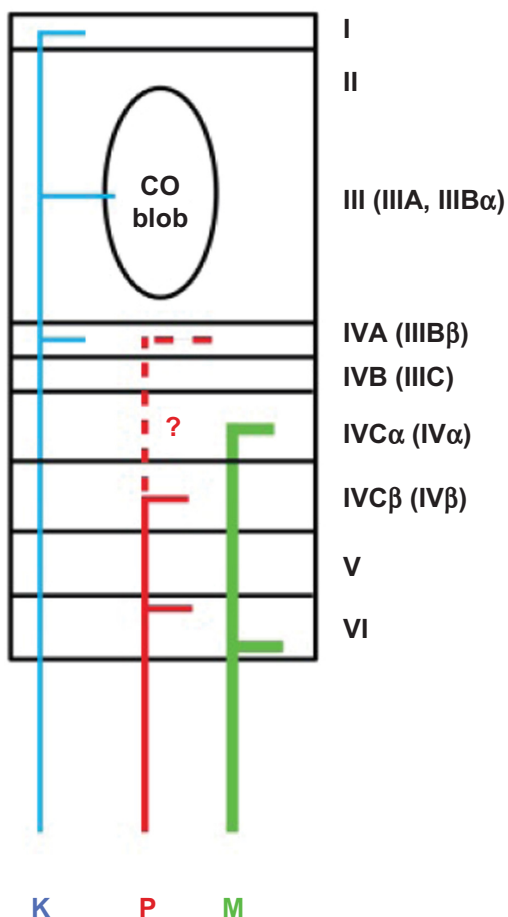 I
II
CO
blob
III (IIIA, IIIBα)
IVA (IIIBβ)
IVB (IIIC)
?
IVCα (IVα)
IVCβ (IVβ)
V
VI
K P M